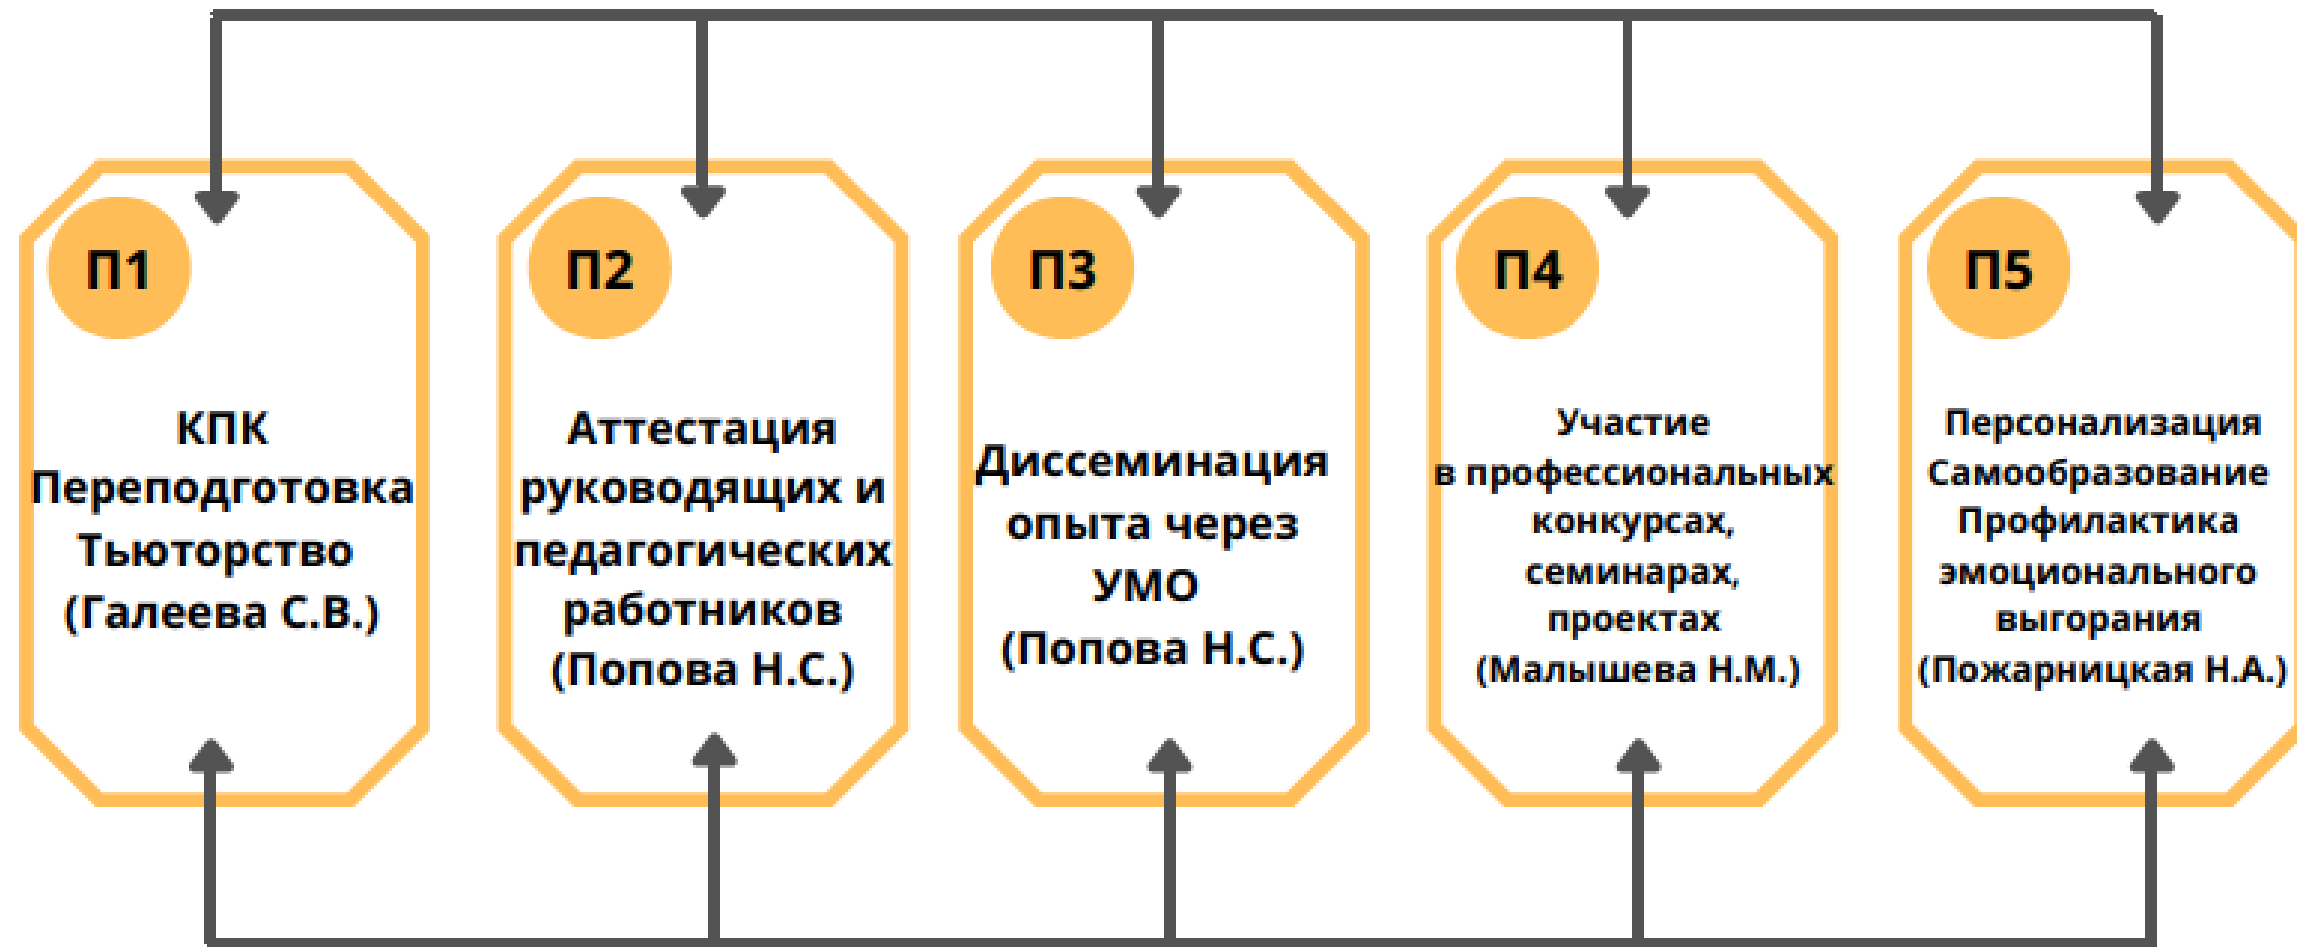 П1
КПК
Переподготовка
Тьюторство
(Галеева С.В.)
П2
Аттестация
руководящих и
педагогических
работников
(Попова Н.С.)
П3
Диссеминация
опыта через
УМО
(Попова Н.С.)
П4
Участие
в профессиональных
конкурсах,
семинарах,
проектах
(Малышева Н.М.)
П5
Персонализация
Самообразование
Профилактика
эмоционального
выгорания
(Пожарницкая Н.А.)